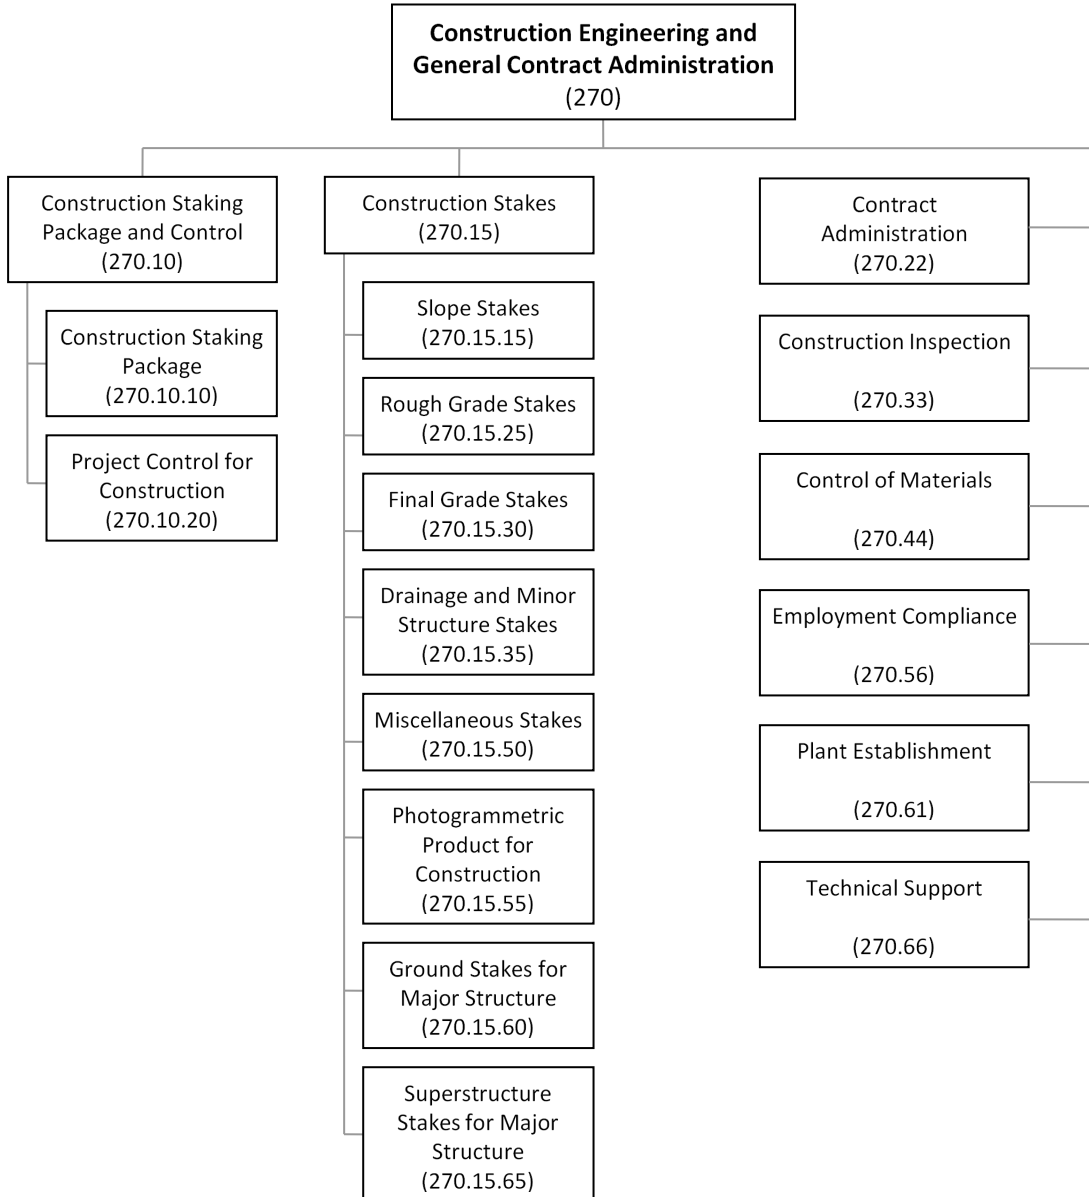 Construction Engineering and
General Contract Administration
(270)
Construction Staking
Package and Control
(270.10)
Construction Staking
Package
(270.10.10)
Project Control for
Construction
(270.10.20)
Construction Stakes
(270.15)
Slope Stakes
(270.15.15)
Rough Grade Stakes
(270.15.25)
Final Grade Stakes
(270.15.30)
Drainage and Minor
Structure Stakes
(270.15.35)
Miscellaneous Stakes
(270.15.50)
Photogrammetric
Product for
Construction
(270.15.55)
Ground Stakes for
Major Structure
(270.15.60)
Superstructure
Stakes for Major
Structure
(270.15.65)
Contract
Administration
(270.22)
Construction Inspection
(270.33)
Control of Materials
(270.44)
Employment Compliance
(270.56)
Plant Establishment
(270.61)
Technical Support
(270.66)